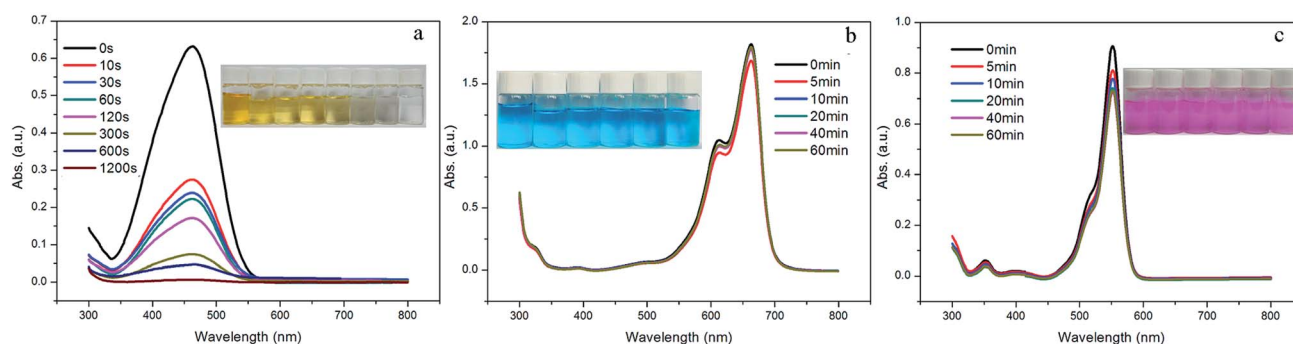 a
0.7
0.6
0.5
0.4
0.3
0.2
0.1
0.0
Abs. (a.u.)
0s
10s
30s
60s
120s
300s
600s
1200s
300 400 500 600 700 800
Wavelength (nm)
b
2.0
1.5
1.0
0.5
0.0
Abs. (a.u.)
0min
5min
10min
20min
40min
60min
300 400 500 600 700 800
Wavelength (nm)
c
1.0
0.8
0.6
0.4
0.2
0.0
Abs. (a.u.)
0min
5min
10min
20min
40min
60min
300 400 500 600 700 800
Wavelength (nm)